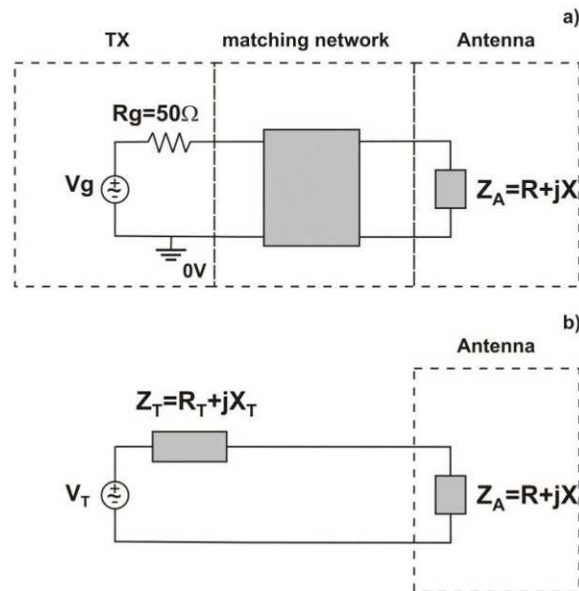 a)
TX
matching network
Antenna
Rg=50Ω
Vg
+
-
0V
Z_A=R+jX
b)
Antenna
Z_T=R_T+jX_T
V_T
+
-
Z_A=R+jX